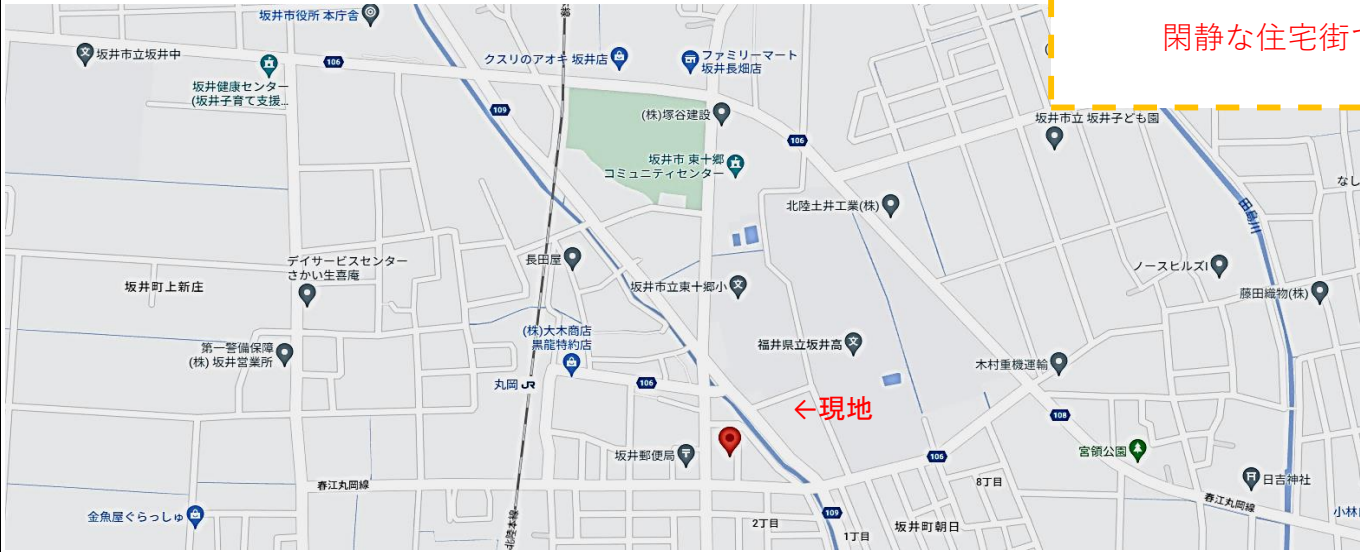 坂井市役所 本庁舎
閑静な住宅街
坂井市立坂井中
106
クスリのアオキ 坂井店
ファミリーマート
坂井長畑店
坂井健康センター
(坂井子育て支援...
109
(株)塚谷建設
106
坂井市立 坂井子ども園
坂井市 東十郷
コミュニティセンター
なし
北陸土井工業(株)
田島川
デイサービスセンター
さかい生喜庵
長田屋
坂井町上新庄
坂井市立東十郷小
ノースヒルズI
藤田織物(株)
(株)大木商店
黒龍特約店
第一警備保障
(株) 坂井営業所
福井県立坂井高
木村重機運輸
丸岡 JR
106
←現地
108
坂井郵便局
106
宮領公園
春江丸岡線
8丁目
日吉神社
春江丸岡線
金魚屋ぐらっしゅ
北陸本線
2丁目
109
1丁目
坂井町朝日
小林